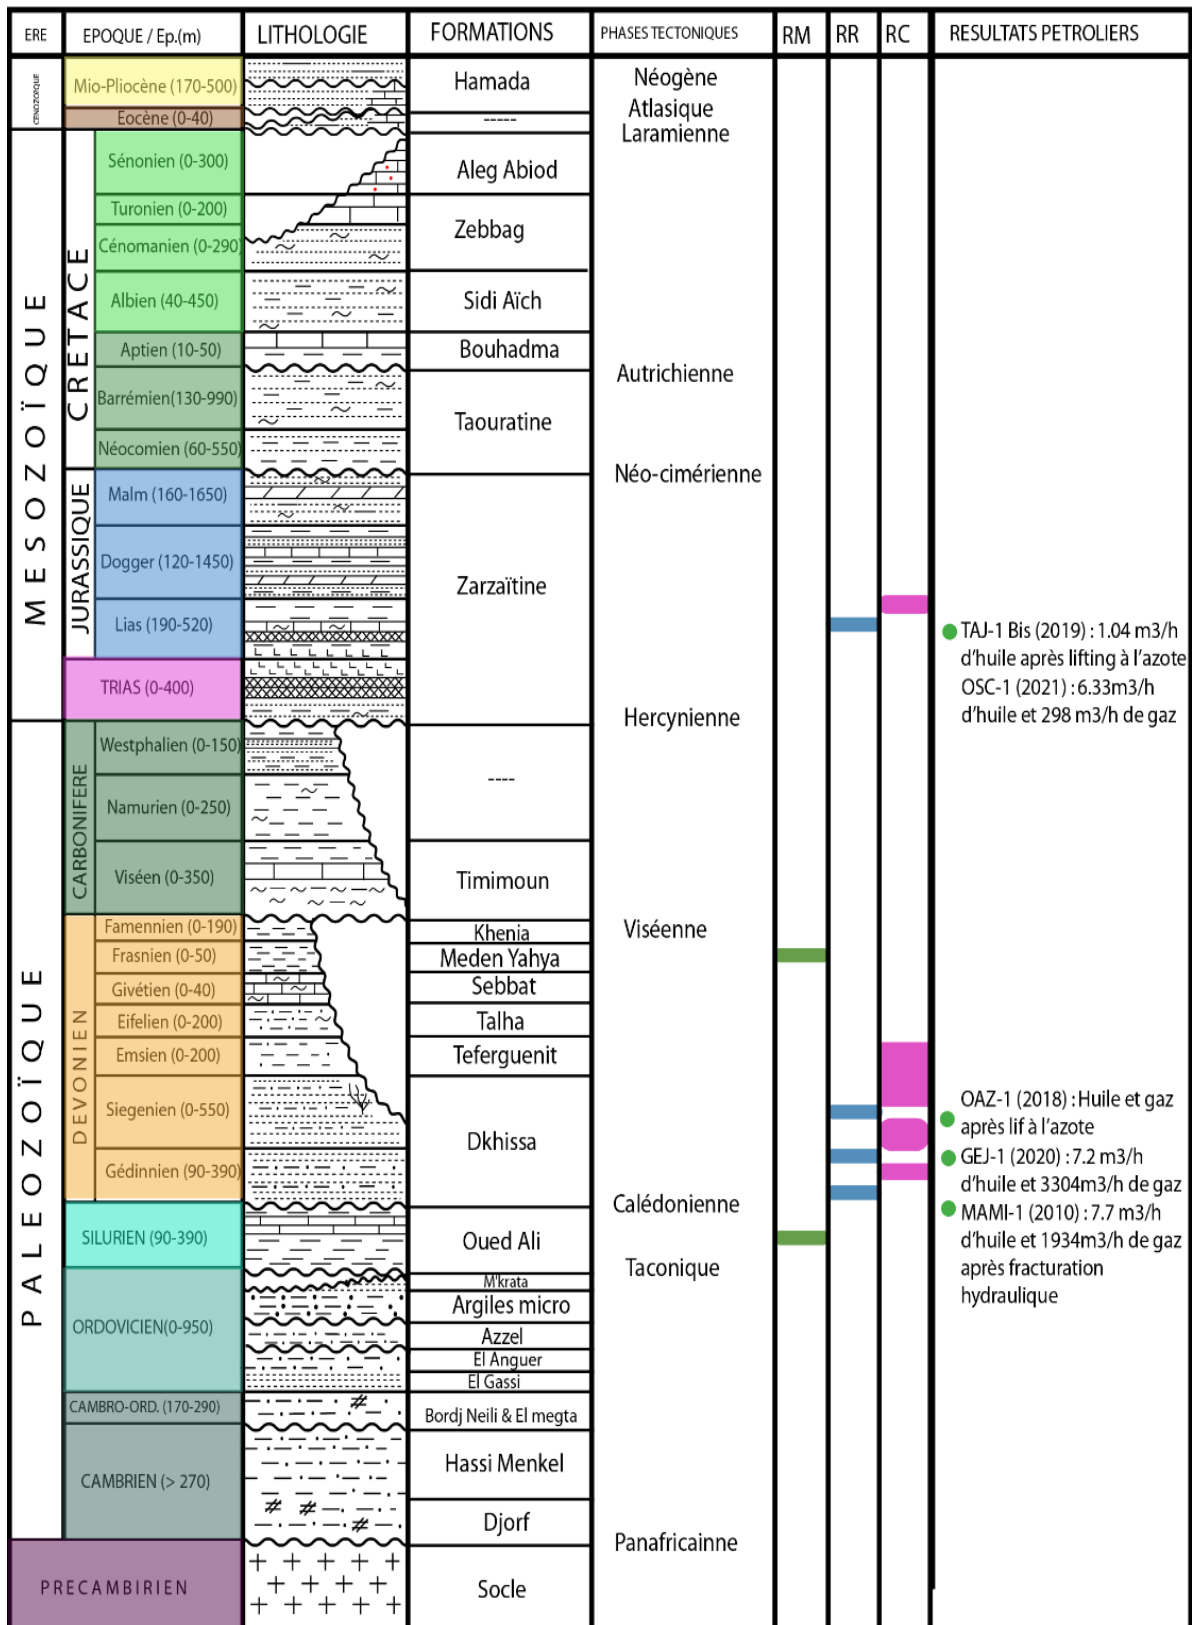 ERE
EPOQUE / Ep.(m)
LITHOLOGIE
FORMATIONS
PHASES TECTONIQUES
RM
RR
RC
RESULTATS PETROLIERS
CENOZOIQUE
Mio-Pliocène (170-500)
Hamada
Néogène
Atlasique
Eocène (0-40)
-----
Laramienne
MESOZOÏQUE
CRETACE
Sénonien (0-300)
Aleg Abiod
Turonien (0-200)
Zebbag
Cénomanien (0-290)
Albien (40-450)
Sidi Aïch
Aptien (10-50)
Bouhadma
Autrichienne
Barrémien(130-990)
Taouratine
Néocomien (60-550)
Néo-cimérienne
JURASSIQUE
Malm (160-1650)
Dogger (120-1450)
Zarzaïtine
Lias (190-520)
TAJ-1 Bis (2019) : 1.04 m3/h
d'huile après lifting à l'azote
OSC-1 (2021) : 6.33m3/h
d'huile et 298 m3/h de gaz
TRIAS (0-400)
Hercynienne
PALEOZOÏQUE
CARBONIFERE
Westphalien (0-150)
----
Namurien (0-250)
Viséen (0-350)
Timimoun
Viséenne
DEVONIEN
Famennien (0-190)
Khenia
Frasnien (0-50)
Meden Yahya
Givétien (0-40)
Sebbat
Eifelien (0-200)
Talha
Emsien (0-200)
Teferguenit
Siegenien (0-550)
Dkhissa
OAZ-1 (2018) : Huile et gaz
après lif à l'azote
Gédinnien (90-390)
GEJ-1 (2020) : 7.2 m3/h
d'huile et 3304m3/h de gaz
Calédonienne
MAMI-1 (2010) : 7.7 m3/h
d'huile et 1934m3/h de gaz
après fracturation
hydraulique
SILURIEN (90-390)
Oued Ali
Taconique
ORDOVICIEN(0-950)
M'krata
Argiles micro
Azzel
El Anguer
El Gassi
CAMBRO-ORD. (170-290)
Bordj Neili & El megta
CAMBRIEN (> 270)
Hassi Menkel
Djorf
Panafricainne
PRECAMBIRIEN
Socle